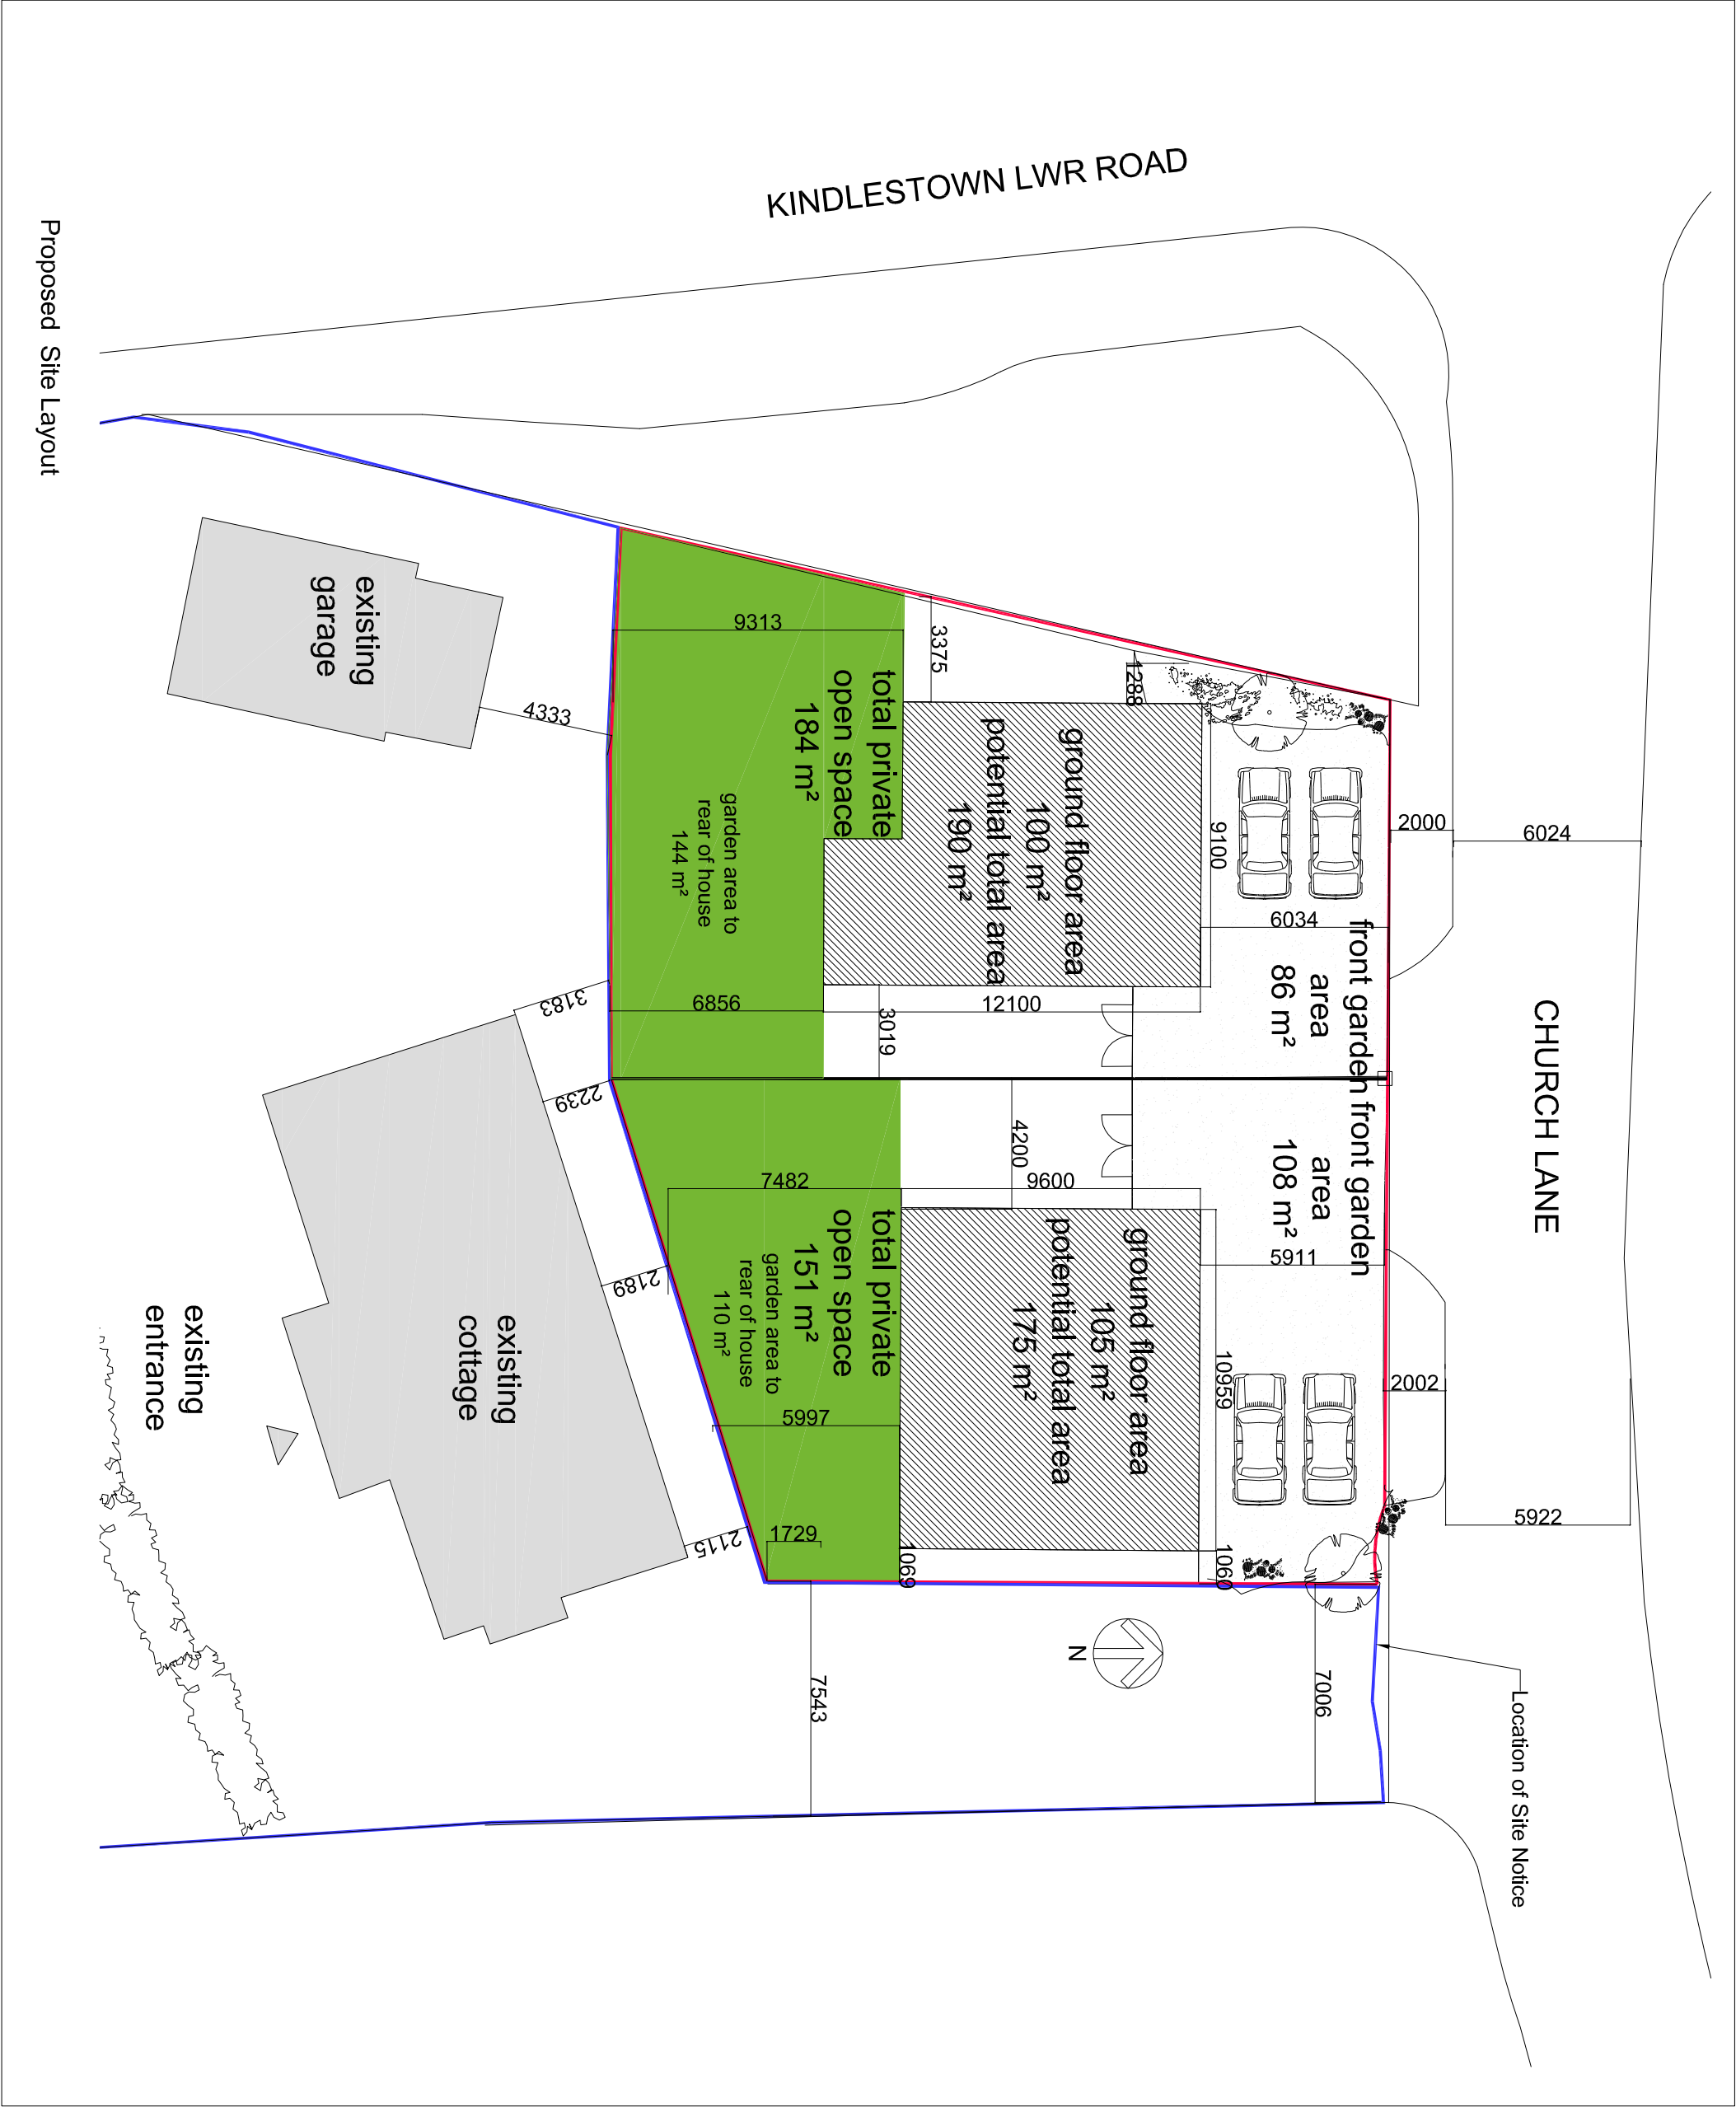 KINDLESTOWN LWR ROAD
Proposed Site Layout
CHURCH LANE
existing
garage
4333
9313
3375
1288
total private
open space
184 m²
garden area to
rear of house
144 m²
ground floor area
100 m²
potential total area
190 m²
9100
2000
6024
6034
front garden
area
86 m²
3183
6856
3019
12100
2239
4200
front garden
area
108 m²
7482
9600
5911
2189
total private
open space
151 m²
garden area to
rear of house
110 m²
ground floor area
105 m²
potential total area
175 m²
10959
2002
5922
5997
1729
1069
1060
2115
existing
cottage
existing
entrance
N
7543
7006
Location of Site Notice